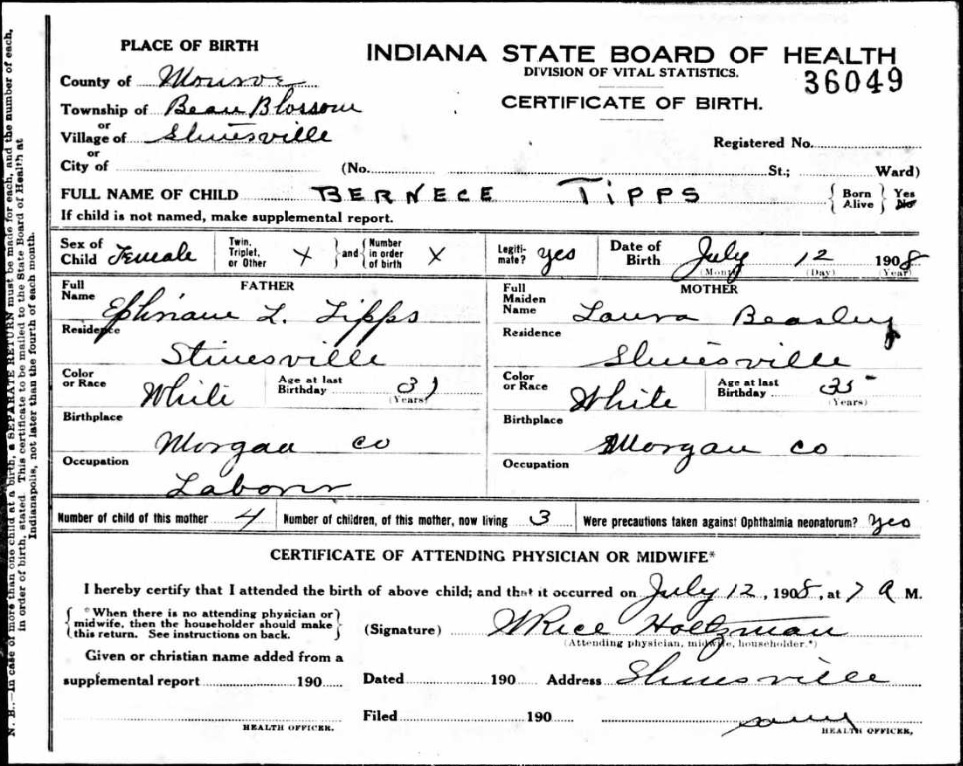 PLACE OF BIRTH
INDIANA STATE BOARD OF HEALTH
DIVISION OF VITAL STATISTICS.
36049
CERTIFICATE OF BIRTH.
County of Monroe
Township of Bean Blossom
or
Village of Stinesville
or
Registered No.
City of (No. St.; Ward)
FULL NAME OF CHILD BERNECE TIPPS { Born Alive } Yes No
If child is not named, make supplemental report.
Sex of Child Female Twin, Triplet, or Other X } and { Number in order of birth X Legiti-mate? yes Date of Birth July 12 1908
(Month) (Day) (Year)
FATHER
Full Name Ephriam L. Tipps
Residence Stinesville
Color or Race White Age at last Birthday 31
(Years)
Birthplace
Morgan co
Occupation
Laborer
MOTHER
Full Maiden Name Laura Beasley
Residence
Stinesville
Color or Race White Age at last Birthday 35
(Years)
Birthplace
Morgan co
Occupation
Number of child of this mother 4 Number of children, of this mother, now living 3 Were precautions taken against Ophthalmia neonatorum? Yes
CERTIFICATE OF ATTENDING PHYSICIAN OR MIDWIFE*
I hereby certify that I attended the birth of above child; and that it occurred on July 12, 1908, at 7 A M.
{ *When there is no attending physician or midwife, then the householder should make this return. See instructions on back. }
(Signature) W Rice Holtzman
(Attending physician, midwife, householder.*)
Given or christian name added from a
supplemental report 190
Dated 190 Address Stinesville
Filed 190
HEALTH OFFICER.
HEALTH OFFICER,
N. B.—In case of more than one child at a birth, a SEPARATE RETURN must be made for each, and the number of each,
in order of birth, stated. This certificate to be mailed to the State Board of Health at
Indianapolis, not later than the fourth of each month.